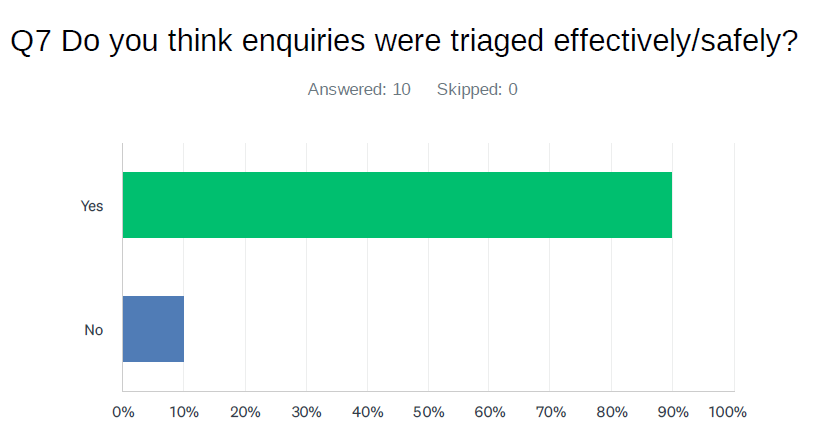 Q7 Do you think enquiries were triaged effectively/safely?
Answered: 10 Skipped: 0
Yes
No
0% 10% 20% 30% 40% 50% 60% 70% 80% 90% 100%